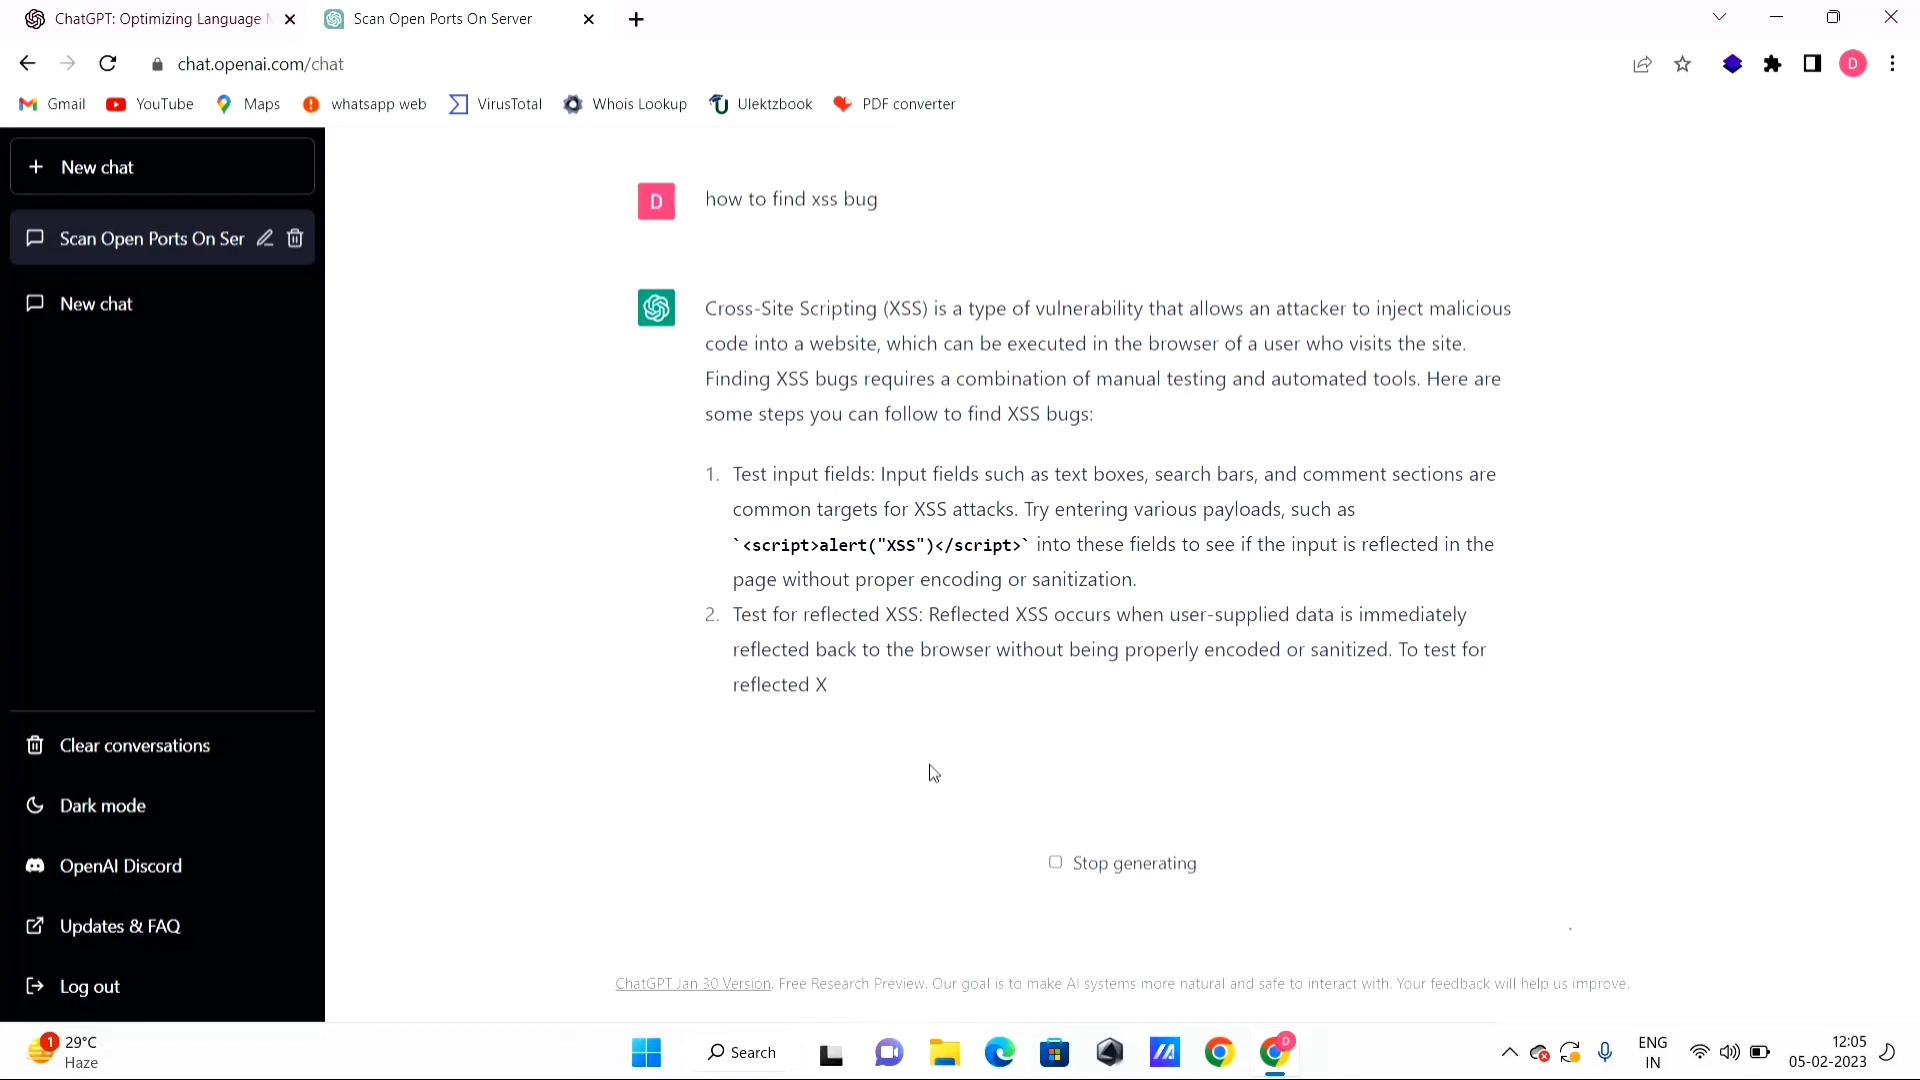 ChatGPT: Optimizing Language
Scan Open Ports On Server
chat.openai.com/chat
D
Gmail
YouTube
Maps
whatsapp web
VirusTotal
Whois Lookup
Ulektzbook
PDF converter
New chat
Scan Open Ports On Ser
New chat
D
how to find xss bug
Cross-Site Scripting (XSS) is a type of vulnerability that allows an attacker to inject malicious
code into a website, which can be executed in the browser of a user who visits the site.
Finding XSS bugs requires a combination of manual testing and automated tools. Here are
some steps you can follow to find XSS bugs:
1. Test input fields: Input fields such as text boxes, search bars, and comment sections are
common targets for XSS attacks. Try entering various payloads, such as
`<script>alert("XSS")</script>` into these fields to see if the input is reflected in the
page without proper encoding or sanitization.
2. Test for reflected XSS: Reflected XSS occurs when user-supplied data is immediately
reflected back to the browser without being properly encoded or sanitized. To test for
reflected X
Stop generating
Clear conversations
Dark mode
OpenAI Discord
Updates & FAQ
Log out
ChatGPT Jan 30 Version. Free Research Preview. Our goal is to make AI systems more natural and safe to interact with. Your feedback will help us improve.
1
29°C
Haze
Search
D
ENG
IN
12:05
05-02-2023